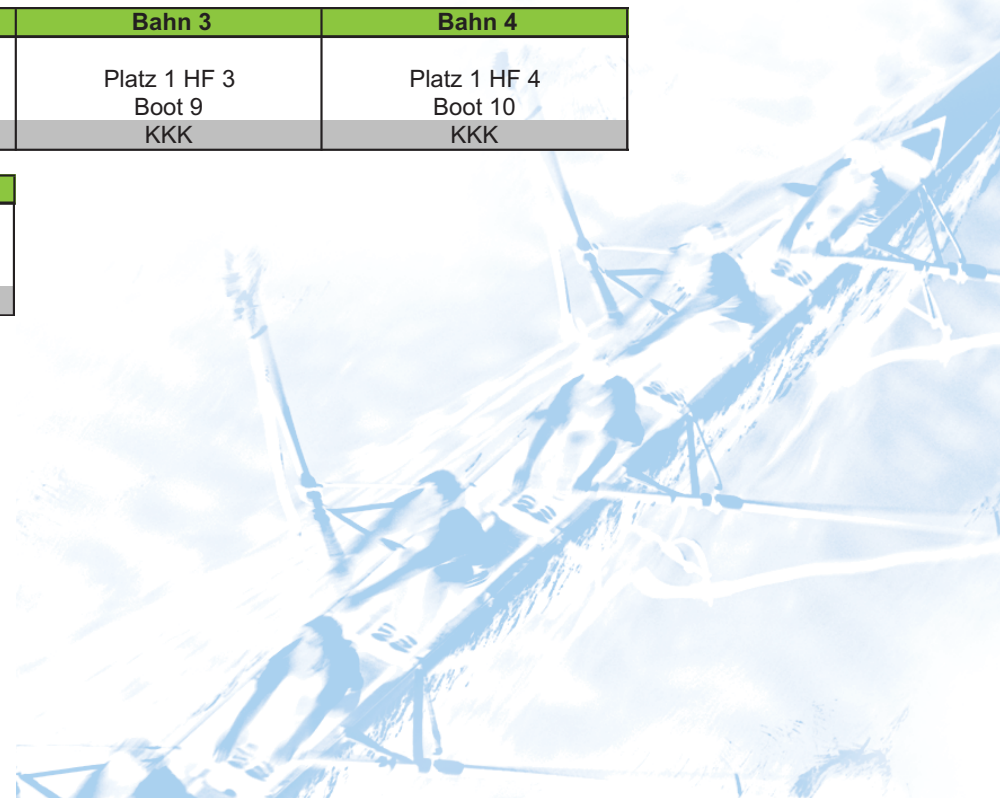 Bahn 3 Bahn 4
Platz 1 HF 3 Platz 1 HF 4
Boot 9 Boot 10
KKK KKK